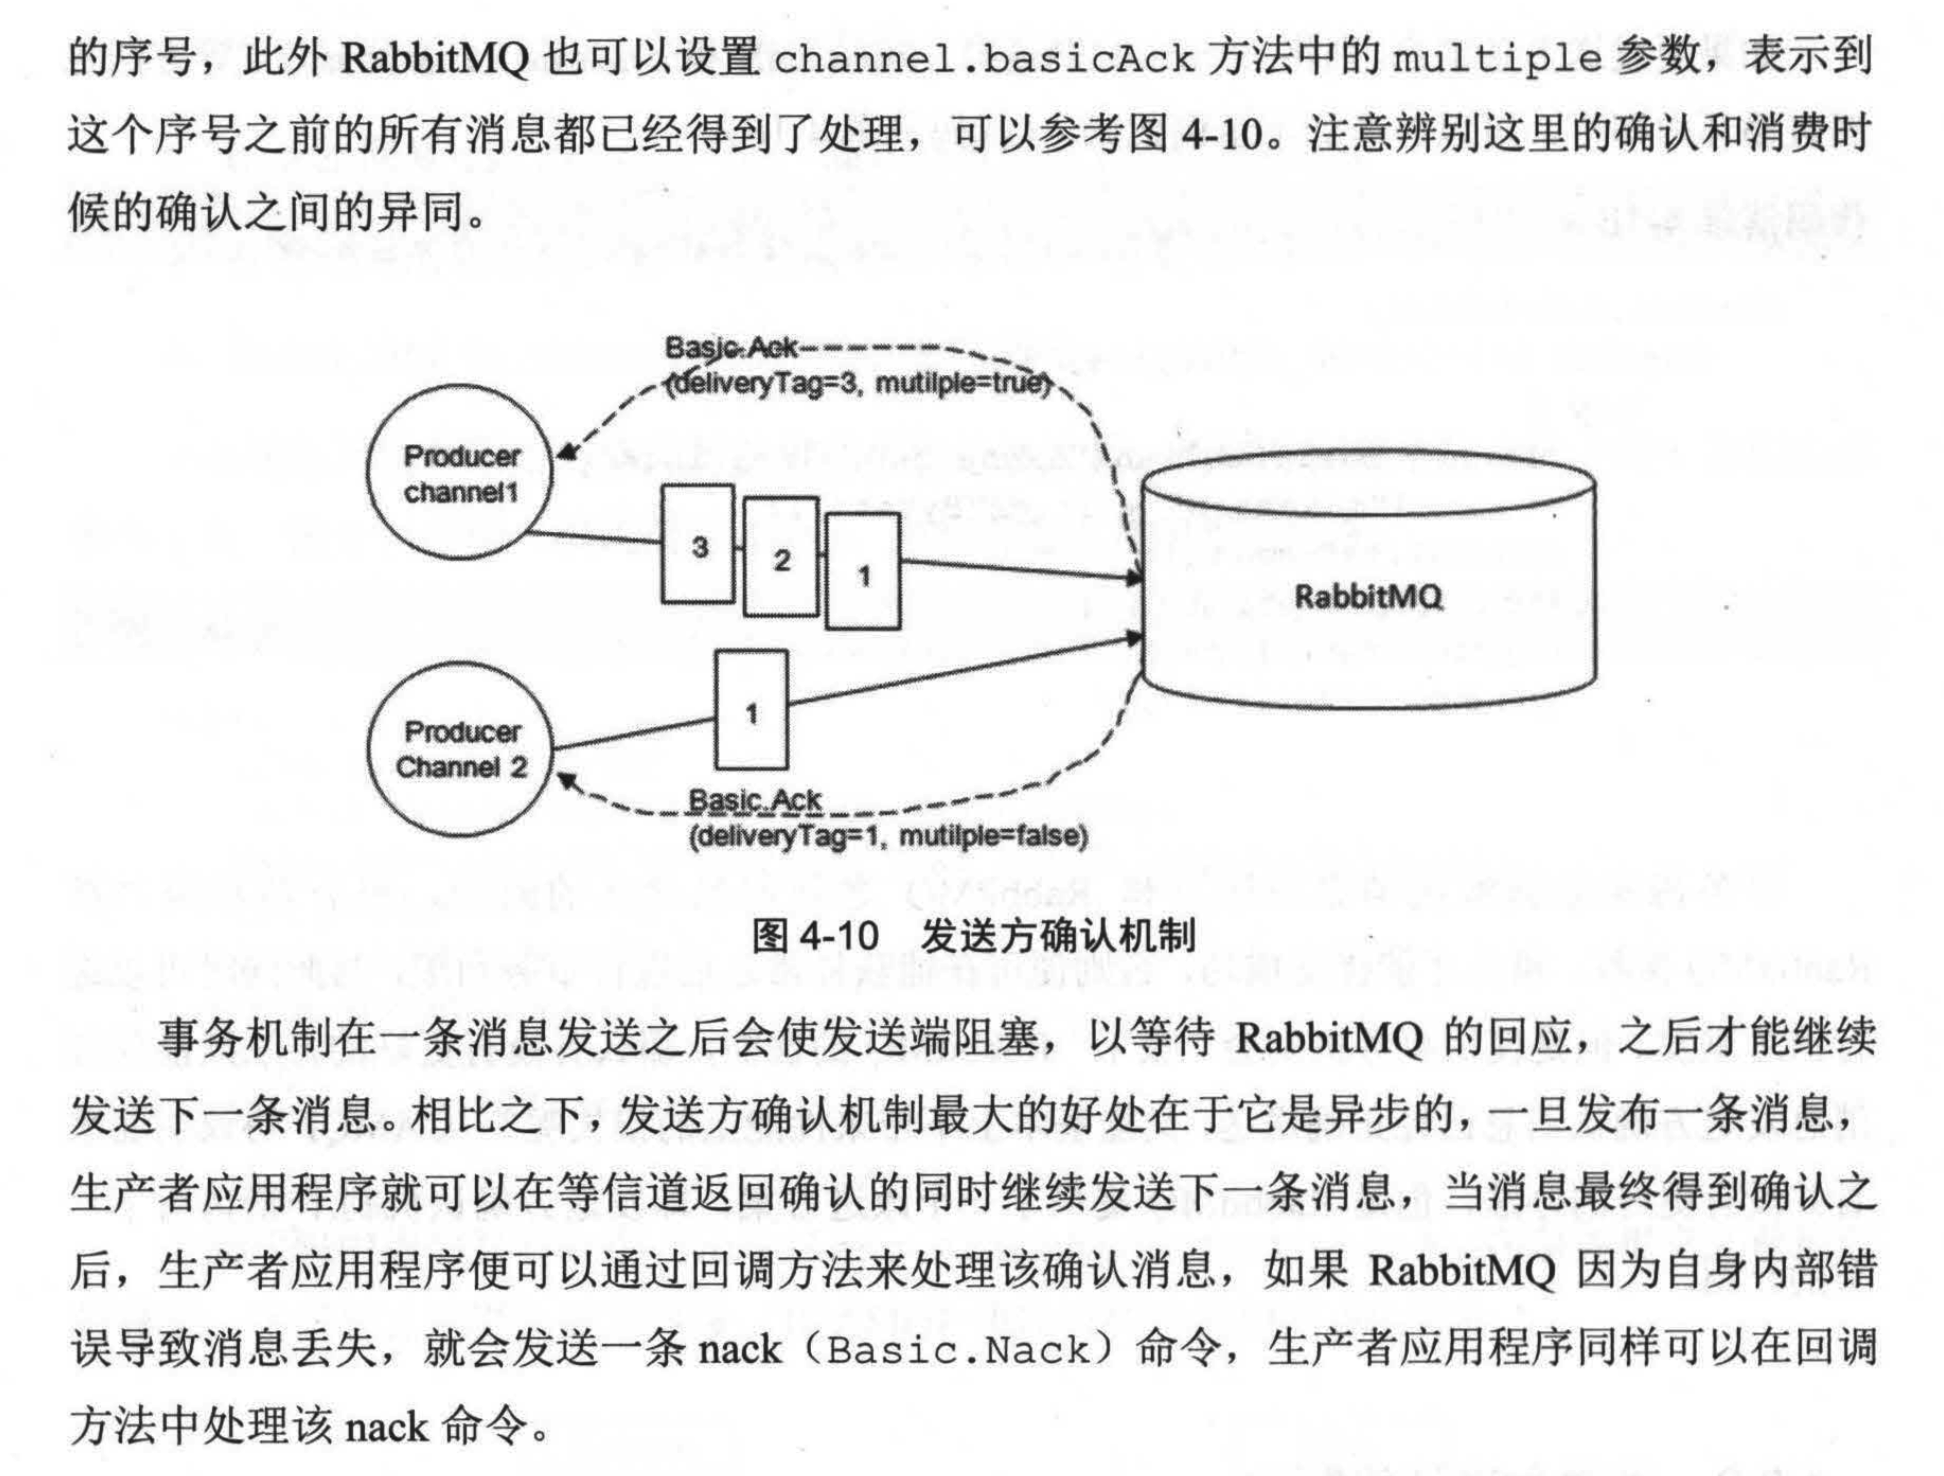 的序号，此外 RabbitMQ 也可以设置 channel.basicAck 方法中的 multiple 参数，表示到
这个序号之前的所有消息都已经得到了处理，可以参考图 4-10。注意辨别这里的确认和消费时
候的确认之间的异同。
Basic.Ack
(deliveryTag=3, mutilple=true)
Producer
channel1
3
2
1
RabbitMQ
1
Producer
Channel 2
Basic.Ack
(deliveryTag=1, mutilple=false)
图 4-10 发送方确认机制
事务机制在一条消息发送之后会使发送端阻塞，以等待 RabbitMQ 的回应，之后才能继续
发送下一条消息。相比之下，发送方确认机制最大的好处在于它是异步的，一旦发布一条消息，
生产者应用程序就可以在等信道返回确认的同时继续发送下一条消息，当消息最终得到确认之
后，生产者应用程序便可以通过回调方法来处理该确认消息，如果 RabbitMQ 因为自身内部错
误导致消息丢失，就会发送一条 nack（Basic.Nack）命令，生产者应用程序同样可以在回调
方法中处理该 nack 命令。